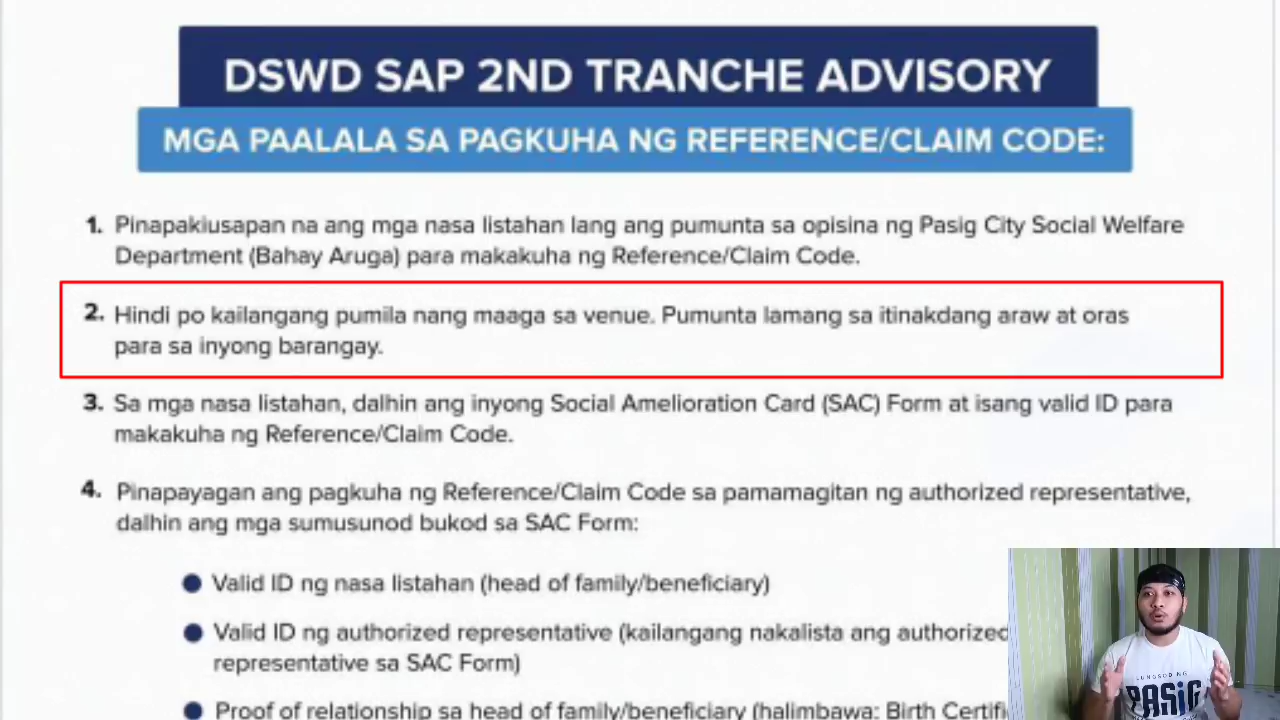 DSWD SAP 2ND TRANCHE ADVISORY
MGA PAALALA SA PAGKUHA NG REFERENCE/CLAIM CODE:
1. Pinapakiusapan na ang mga nasa listahan lang ang pumunta sa opisina ng Pasig City Social Welfare
Department (Bahay Aruga) para makakuha ng Reference/Claim Code.
2. Hindi po kailangang pumila nang maaga sa venue. Pumunta lamang sa itinakdang araw at oras
para sa inyong barangay.
3. Sa mga nasa listahan, dalhin ang inyong Social Amelioration Card (SAC) Form at isang valid ID para
makakuha ng Reference/Claim Code.
4. Pinapayagan ang pagkuha ng Reference/Claim Code sa pamamagitan ng authorized representative,
dalhin ang mga sumusunod bukod sa SAC Form:
Valid ID ng nasa listahan (head of family/beneficiary)
Valid ID ng authorized representative (kailangang nakalista ang authorized
representative sa SAC Form)
Proof of relationship sa head of family/beneficiary (halimbawa: Birth Certifi
LUNGSOD NG
PASIG